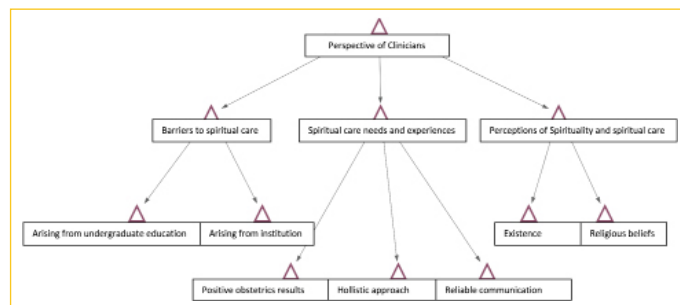 Perspective of Clinicians
Barriers to spiritual care
Spiritual care needs and experiences
Perceptions of Spirituality and spiritual care
Arising from undergraduate education
Arising from institution
Existence
Religious beliefs
Positive obstetrics results
Hollistic approach
Reliable communication